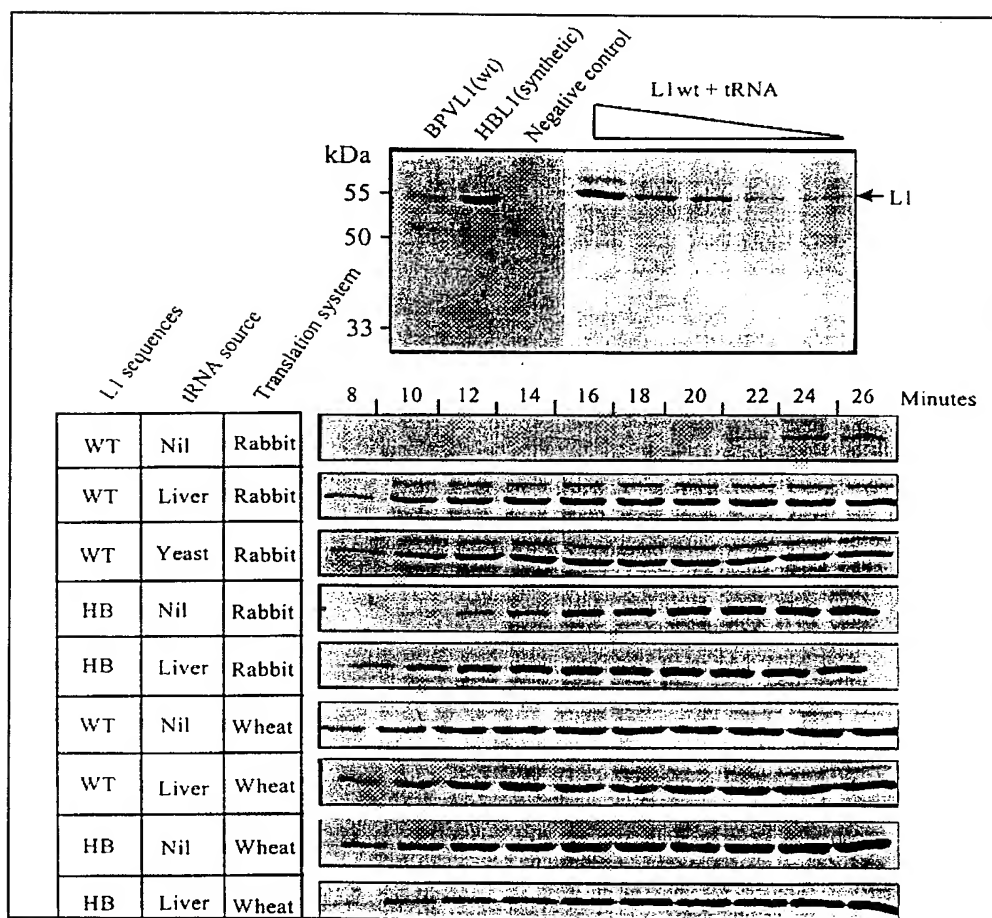 BPVL1(wt)
HBL1(synthetic)
Negative control
L1wt + tRNA
kDa
55
50
33
L1
L1 sequences
tRNA source
Translation system
8 10 12 14 16 18 20 22 24 26 Minutes
WT Nil Rabbit
WT Liver Rabbit
WT Yeast Rabbit
HB Nil Rabbit
HB Liver Rabbit
WT Nil Wheat
WT Liver Wheat
HB Nil Wheat
HB Liver Wheat